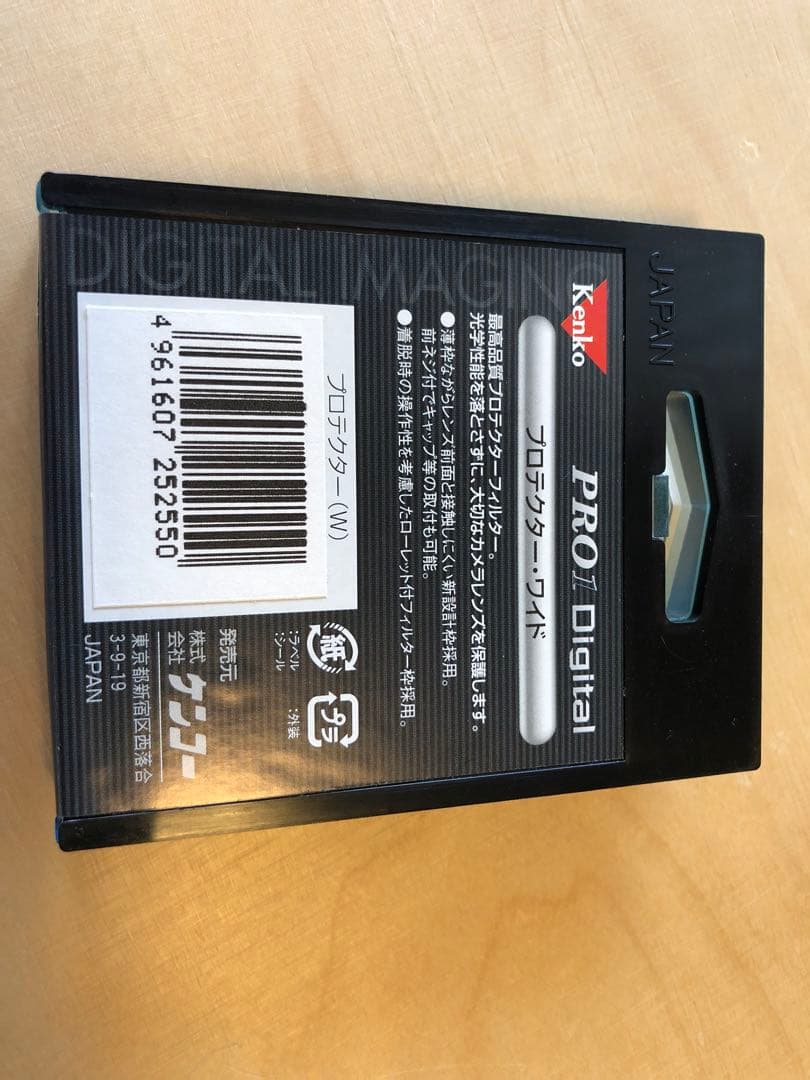 JAPAN
Kenko PRO1 Digital
プロテクター・ワイド
最高品質プロテクターフィルター。
光学性能を落とさずに、大切なカメラレンズを保護します。
●薄枠ながらレンズ前面と接触しにくい新設計枠採用。
前ネジ付でキャップ等の取付も可能。
●着脱時の操作性を考慮したローレット付フィルター枠採用。
DIGITAL IMAGING
プロテクター(W)
4 961607 252550
紙
:ラベル
:シール
プラ
:外装
発売元
株式会社 ケンコー
東京都新宿区西落合
3-9-19
JAPAN